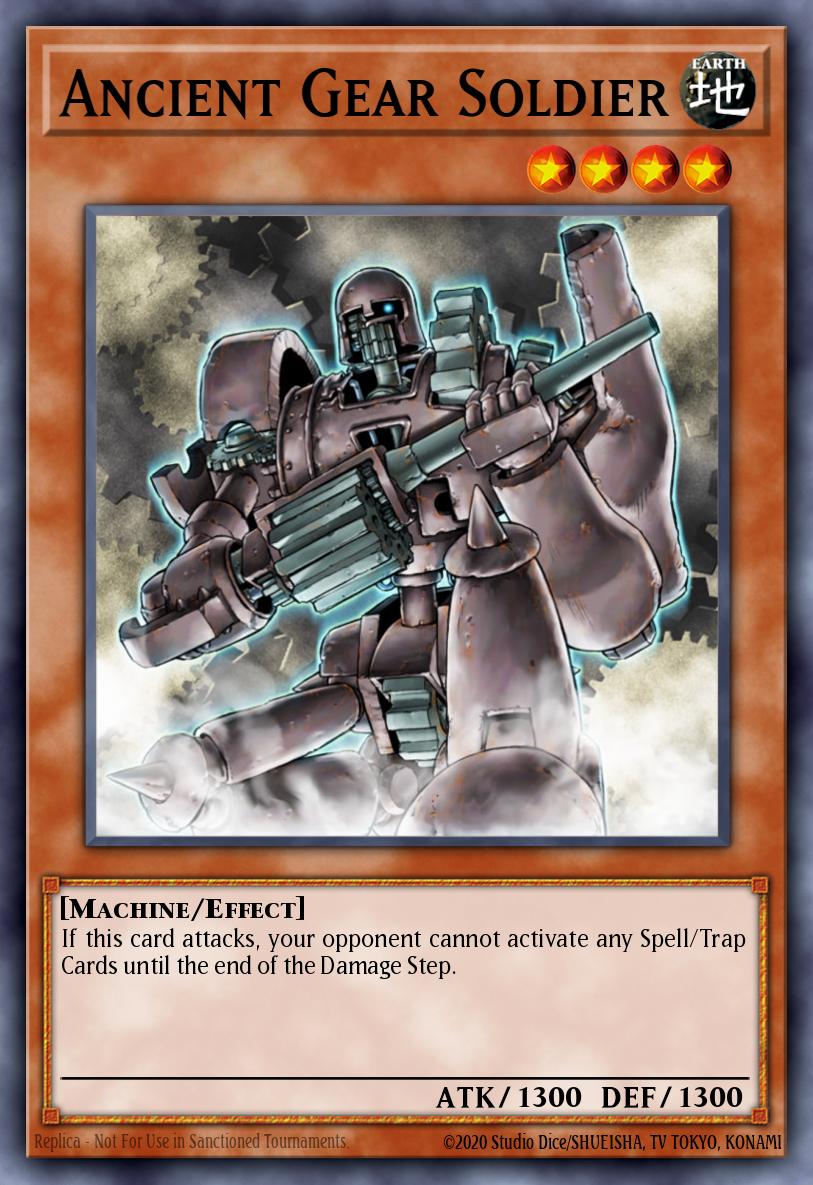 Ancient Gear Soldier
EARTH
地
[Machine/Effect]
If this card attacks, your opponent cannot activate any Spell/Trap
Cards until the end of the Damage Step.
ATK/1300 DEF/1300
Replica - Not For Use in Sanctioned Tournaments.
©2020 Studio Dice/SHUEISHA, TV TOKYO, KONAMI